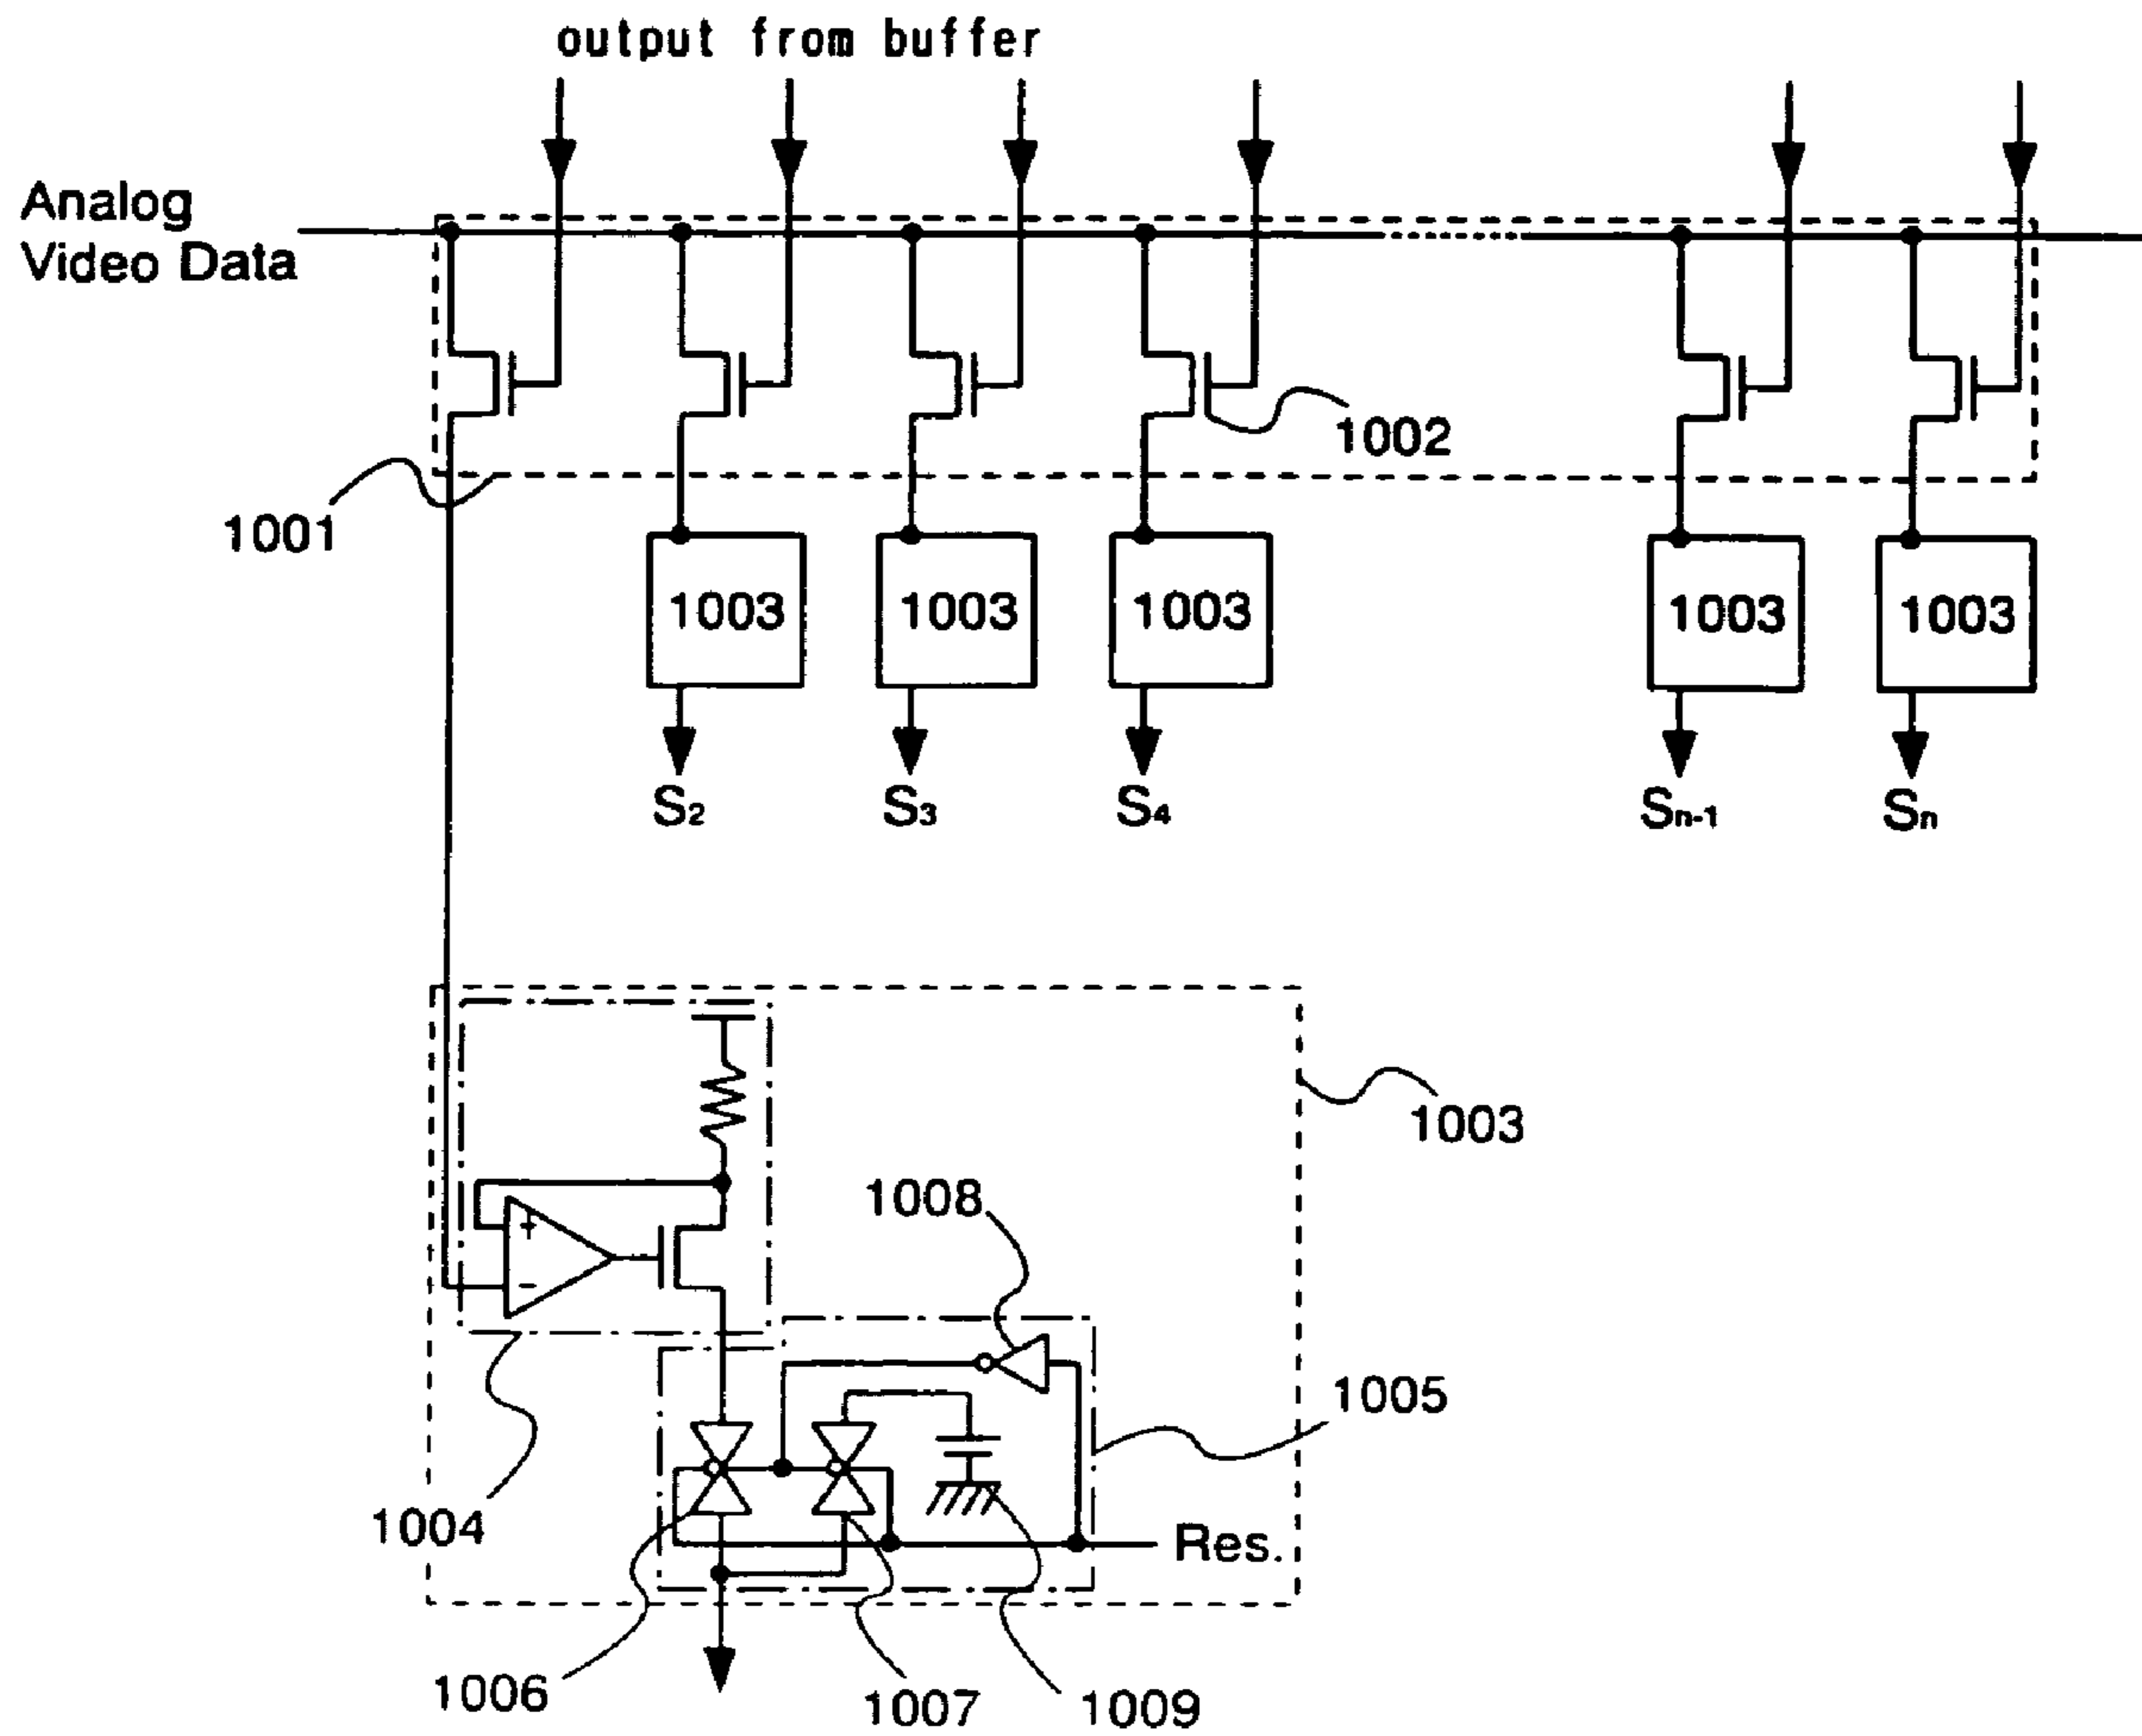 output from buffer
Analog
Video Data
1002
1001
1003 1003 1003 1003 1003
S2 S3 S4 Sn-1 Sn
1003
1008
+
-
1005
1004
Res.
1006 1007 1009